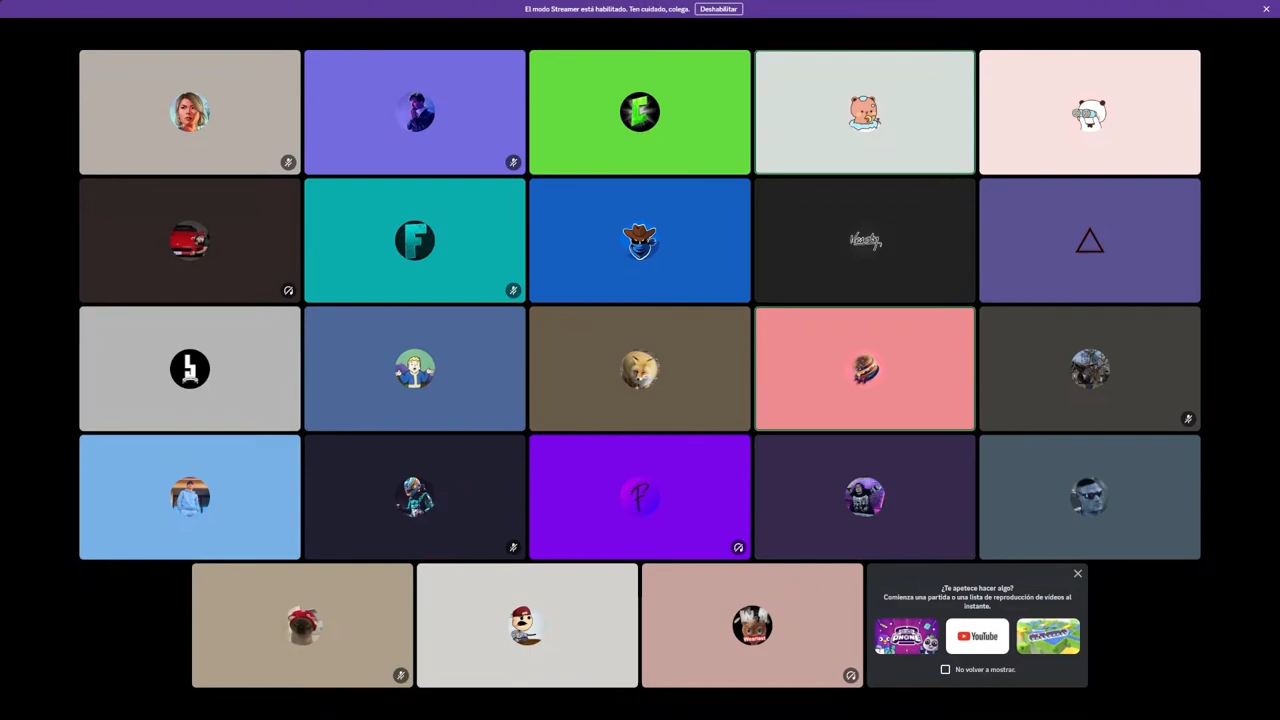 El modo Streamer está habilitado. Ten cuidado, colega. Deshabilitar
F
F
¿Te apetece hacer algo?
Comienza una partida o una lista de reproducción de vídeos al
instante.
PHONE
YouTube
No volver a mostrar.